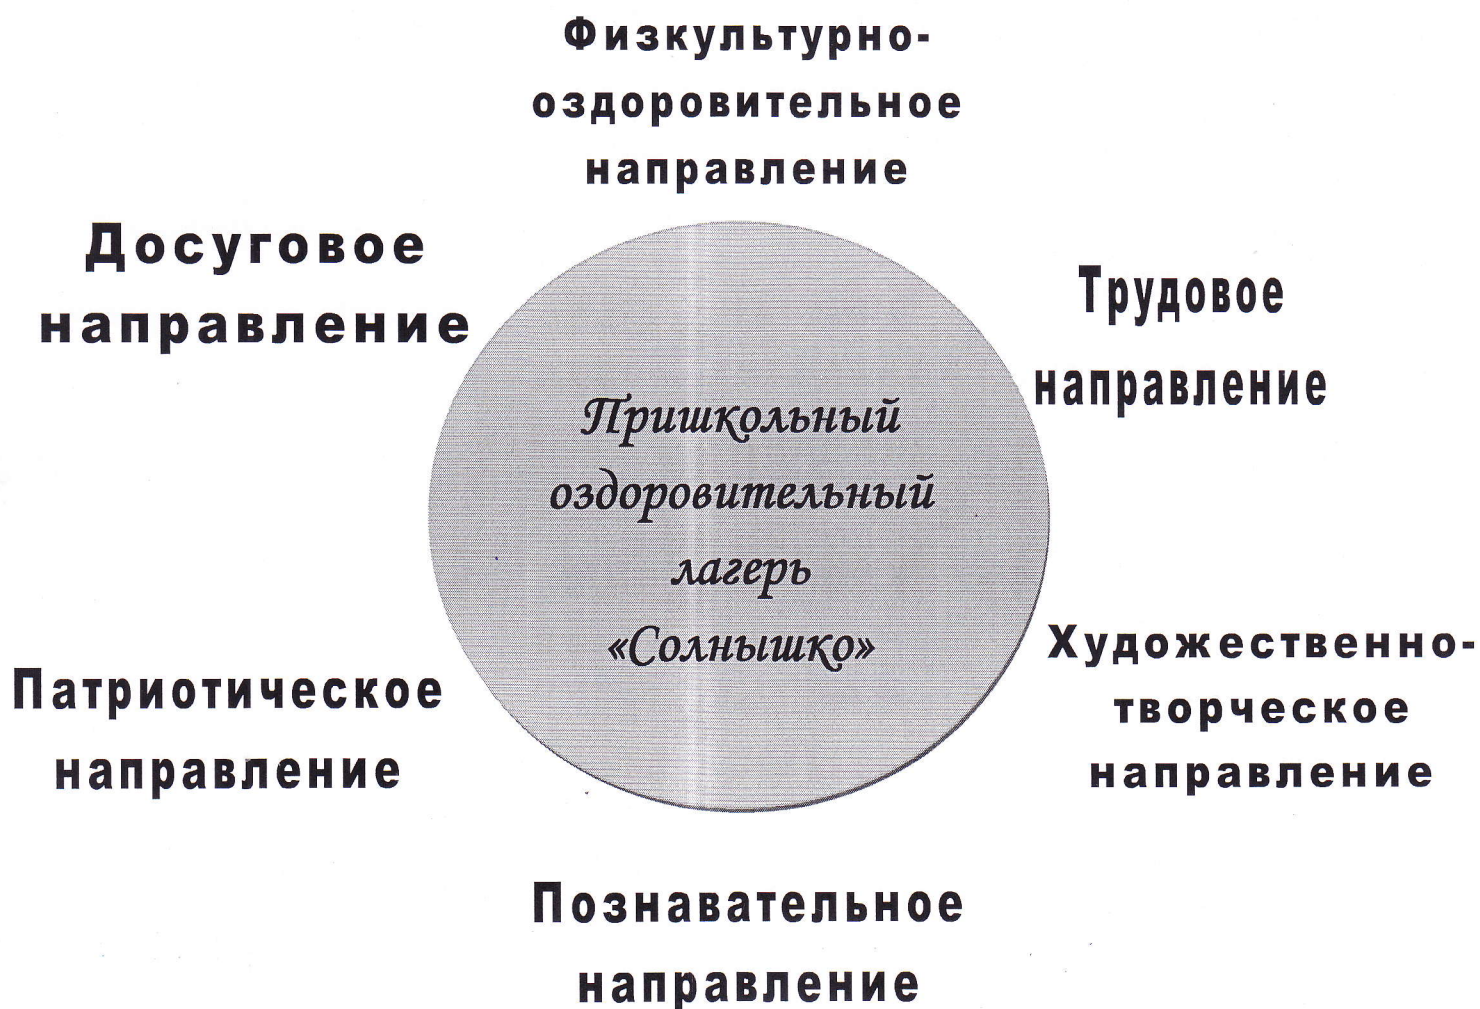 Физкультурно-
оздоровительное
направление
Досуговое
направление
Трудовое
направление
Пришкольный
оздоровительный
лагерь
«Солнышко»
Патриотическое
направление
Художественно-
творческое
направление
Познавательное
направление